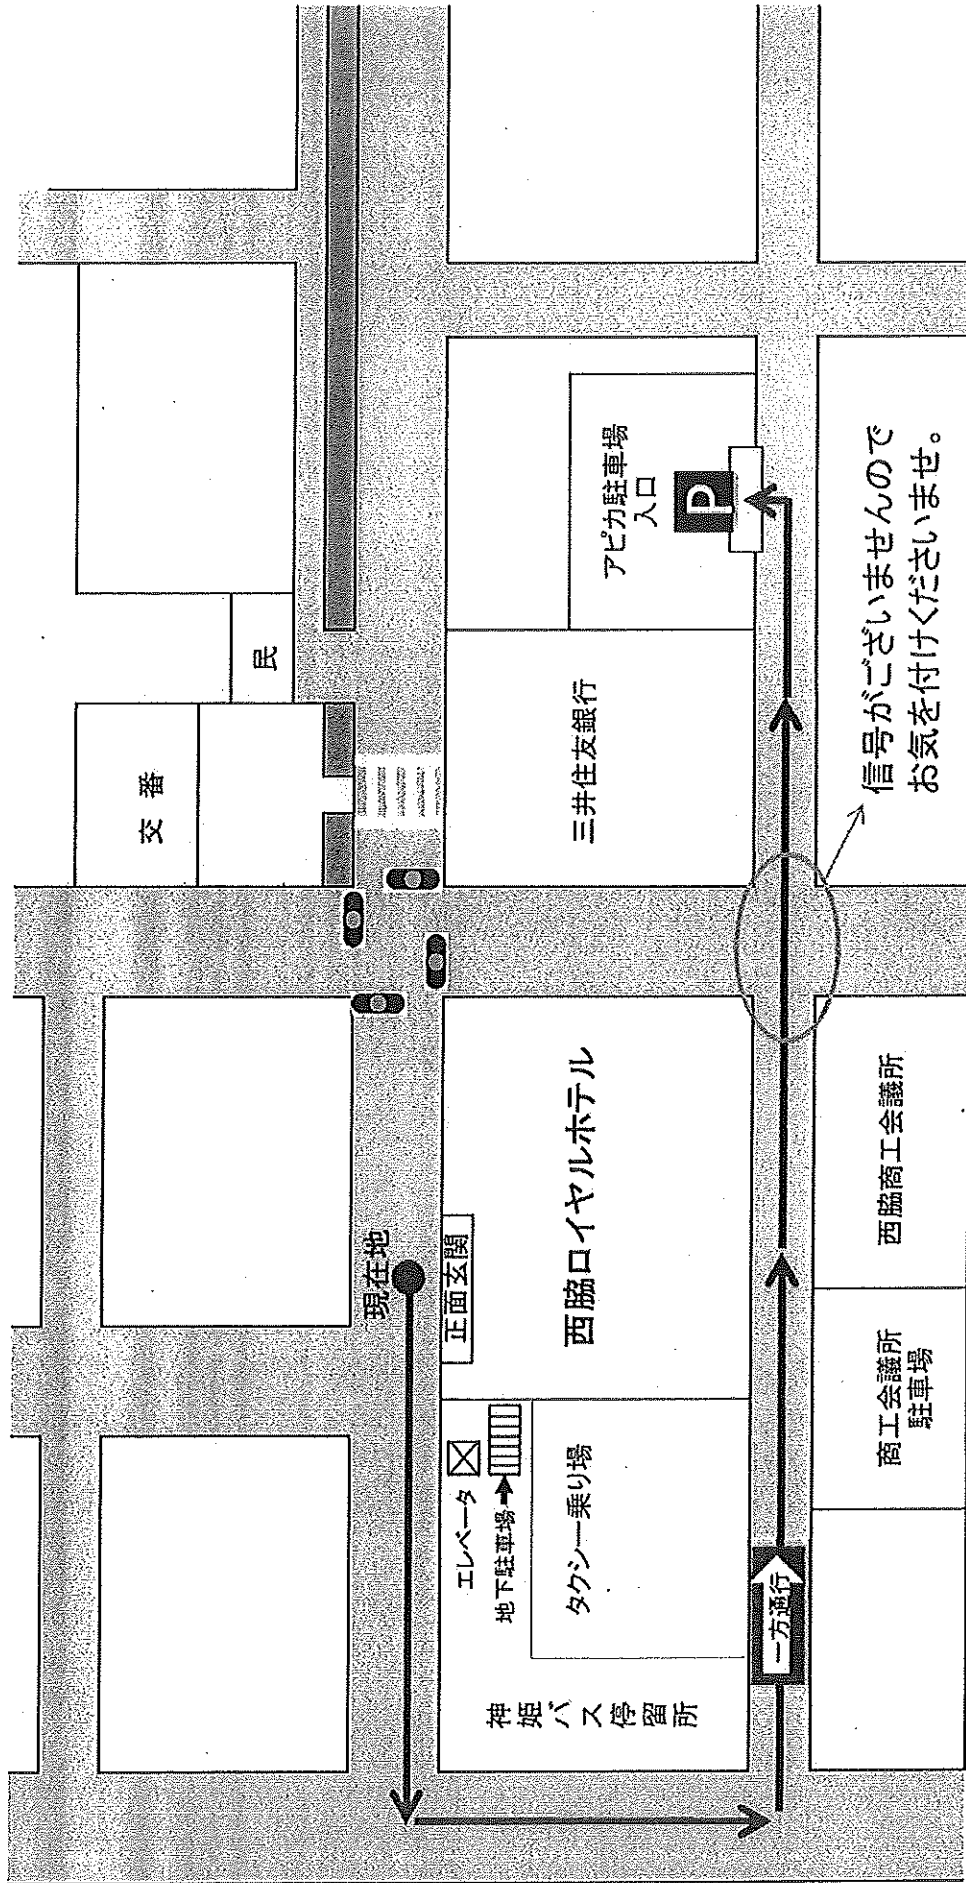 交番
民
現在地
正面玄関
西脇ロイヤルホテル
エレベータ
地下駐車場
タクシー乗り場
神姫バス停留所
三井住友銀行
アピカ駐車場
入口
P
一方通行
商工会議所
駐車場
西脇商工会議所
信号がございませんので
お気を付けくださいませ。